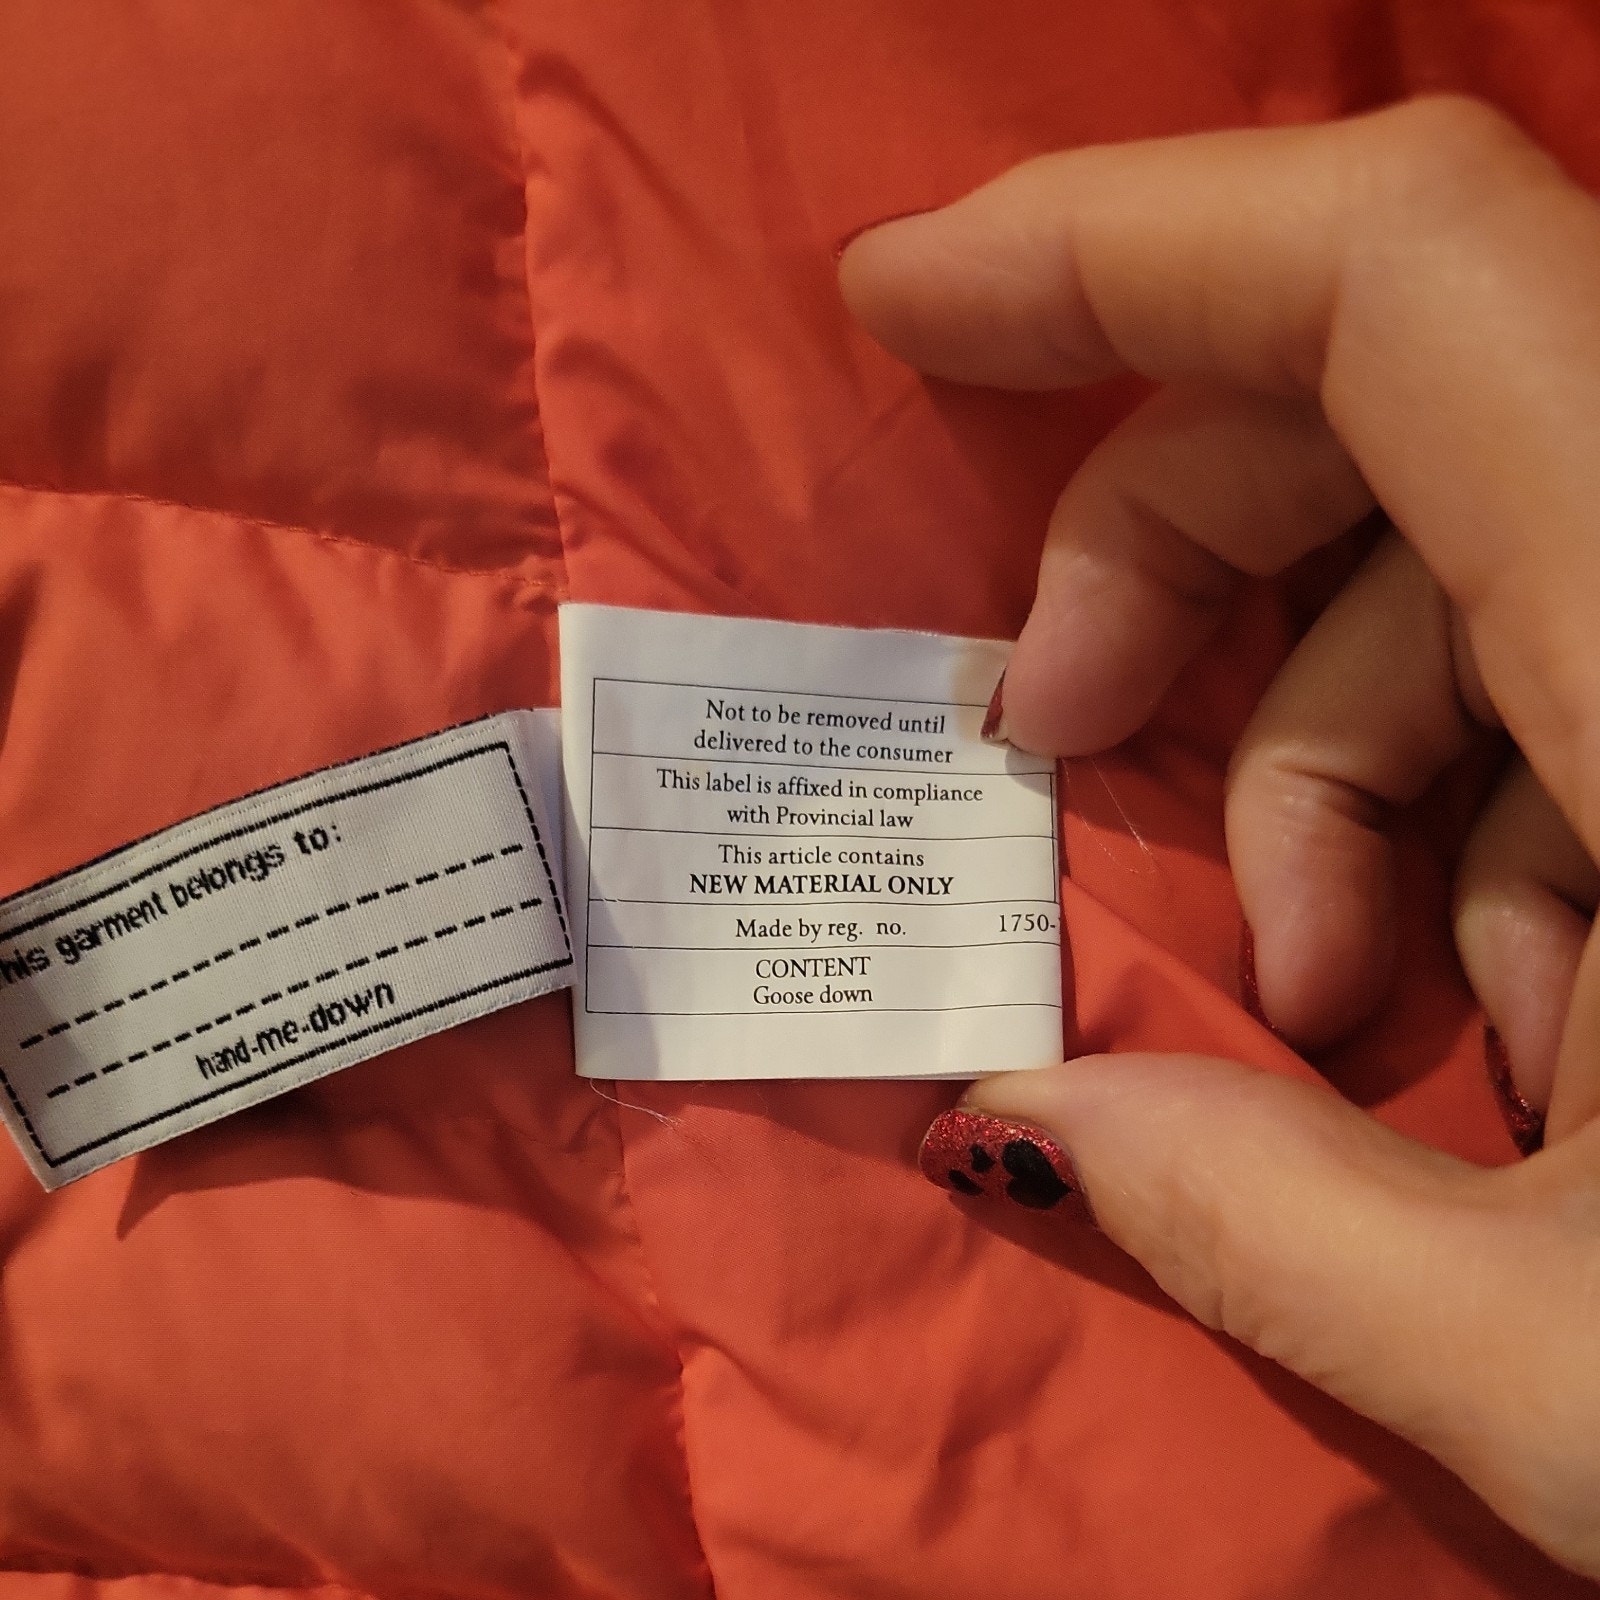 his garment belongs to:
hand-me-down
Not to be removed until
delivered to the consumer
This label is affixed in compliance
with Provincial law
This article contains
NEW MATERIAL ONLY
Made by reg. no. 1750-
CONTENT
Goose down